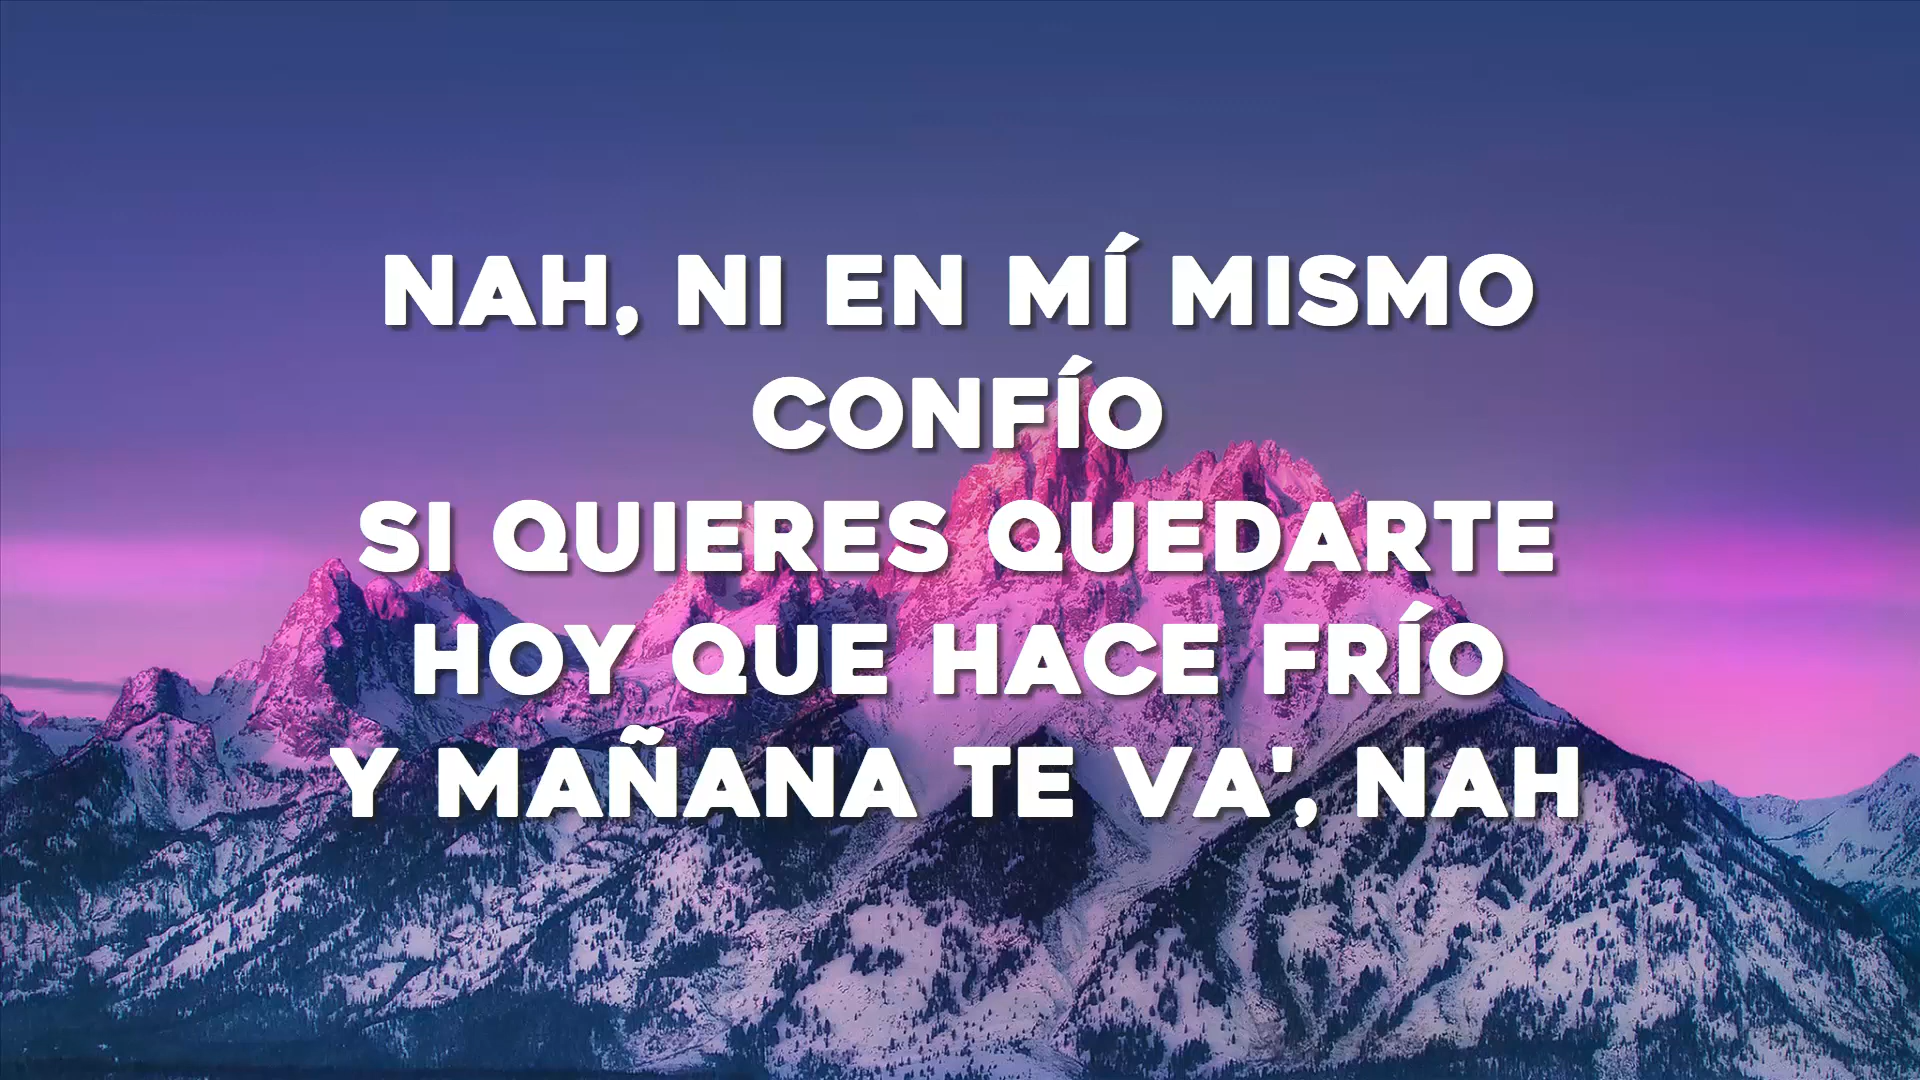 NAH, NI EN MÍ MISMO
CONFÍO
SI QUIERES QUEDARTE
HOY QUE HACE FRÍO
Y MAÑANA TE VA', NAH